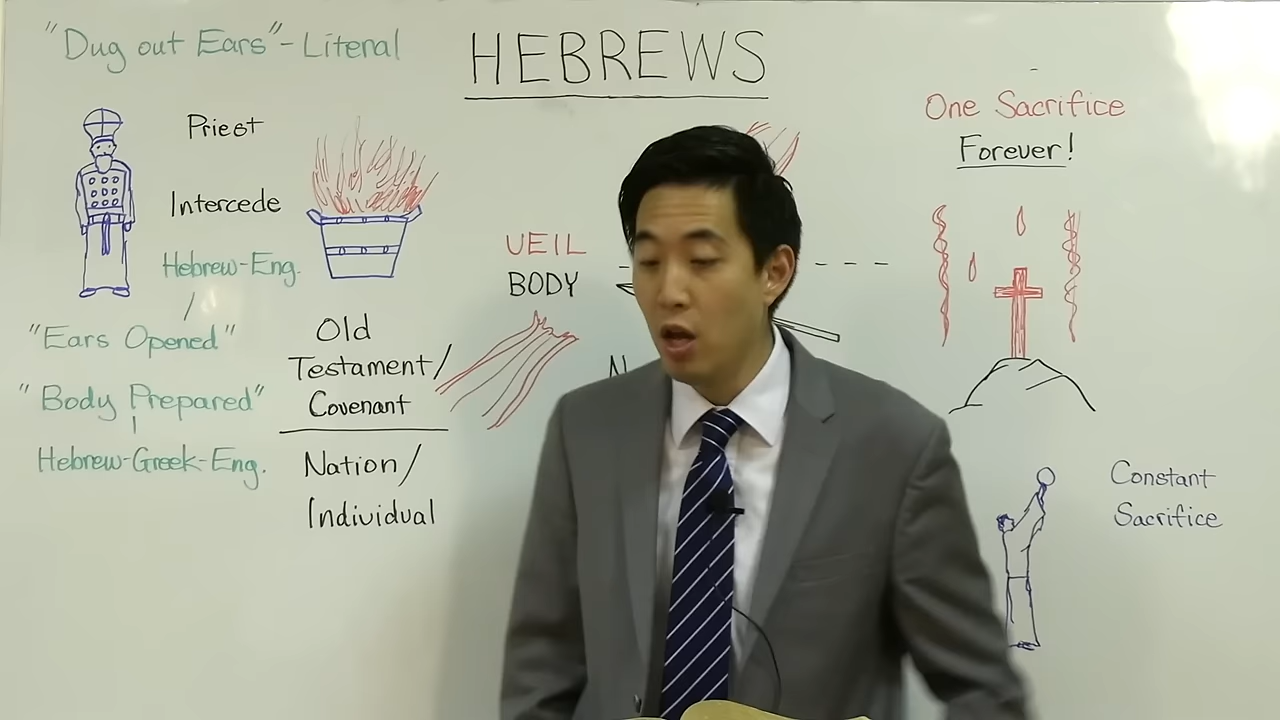 "Dug out Ears"-Literal
HEBREWS
Priest
Intercede
Hebrew-Eng.
"Ears Opened"
"Body Prepared"
Hebrew-Greek-Eng.
Old
Testament/
Covenant
Nation/
Individual
VEIL
BODY
One Sacrifice
Forever!
Constant
Sacrifice